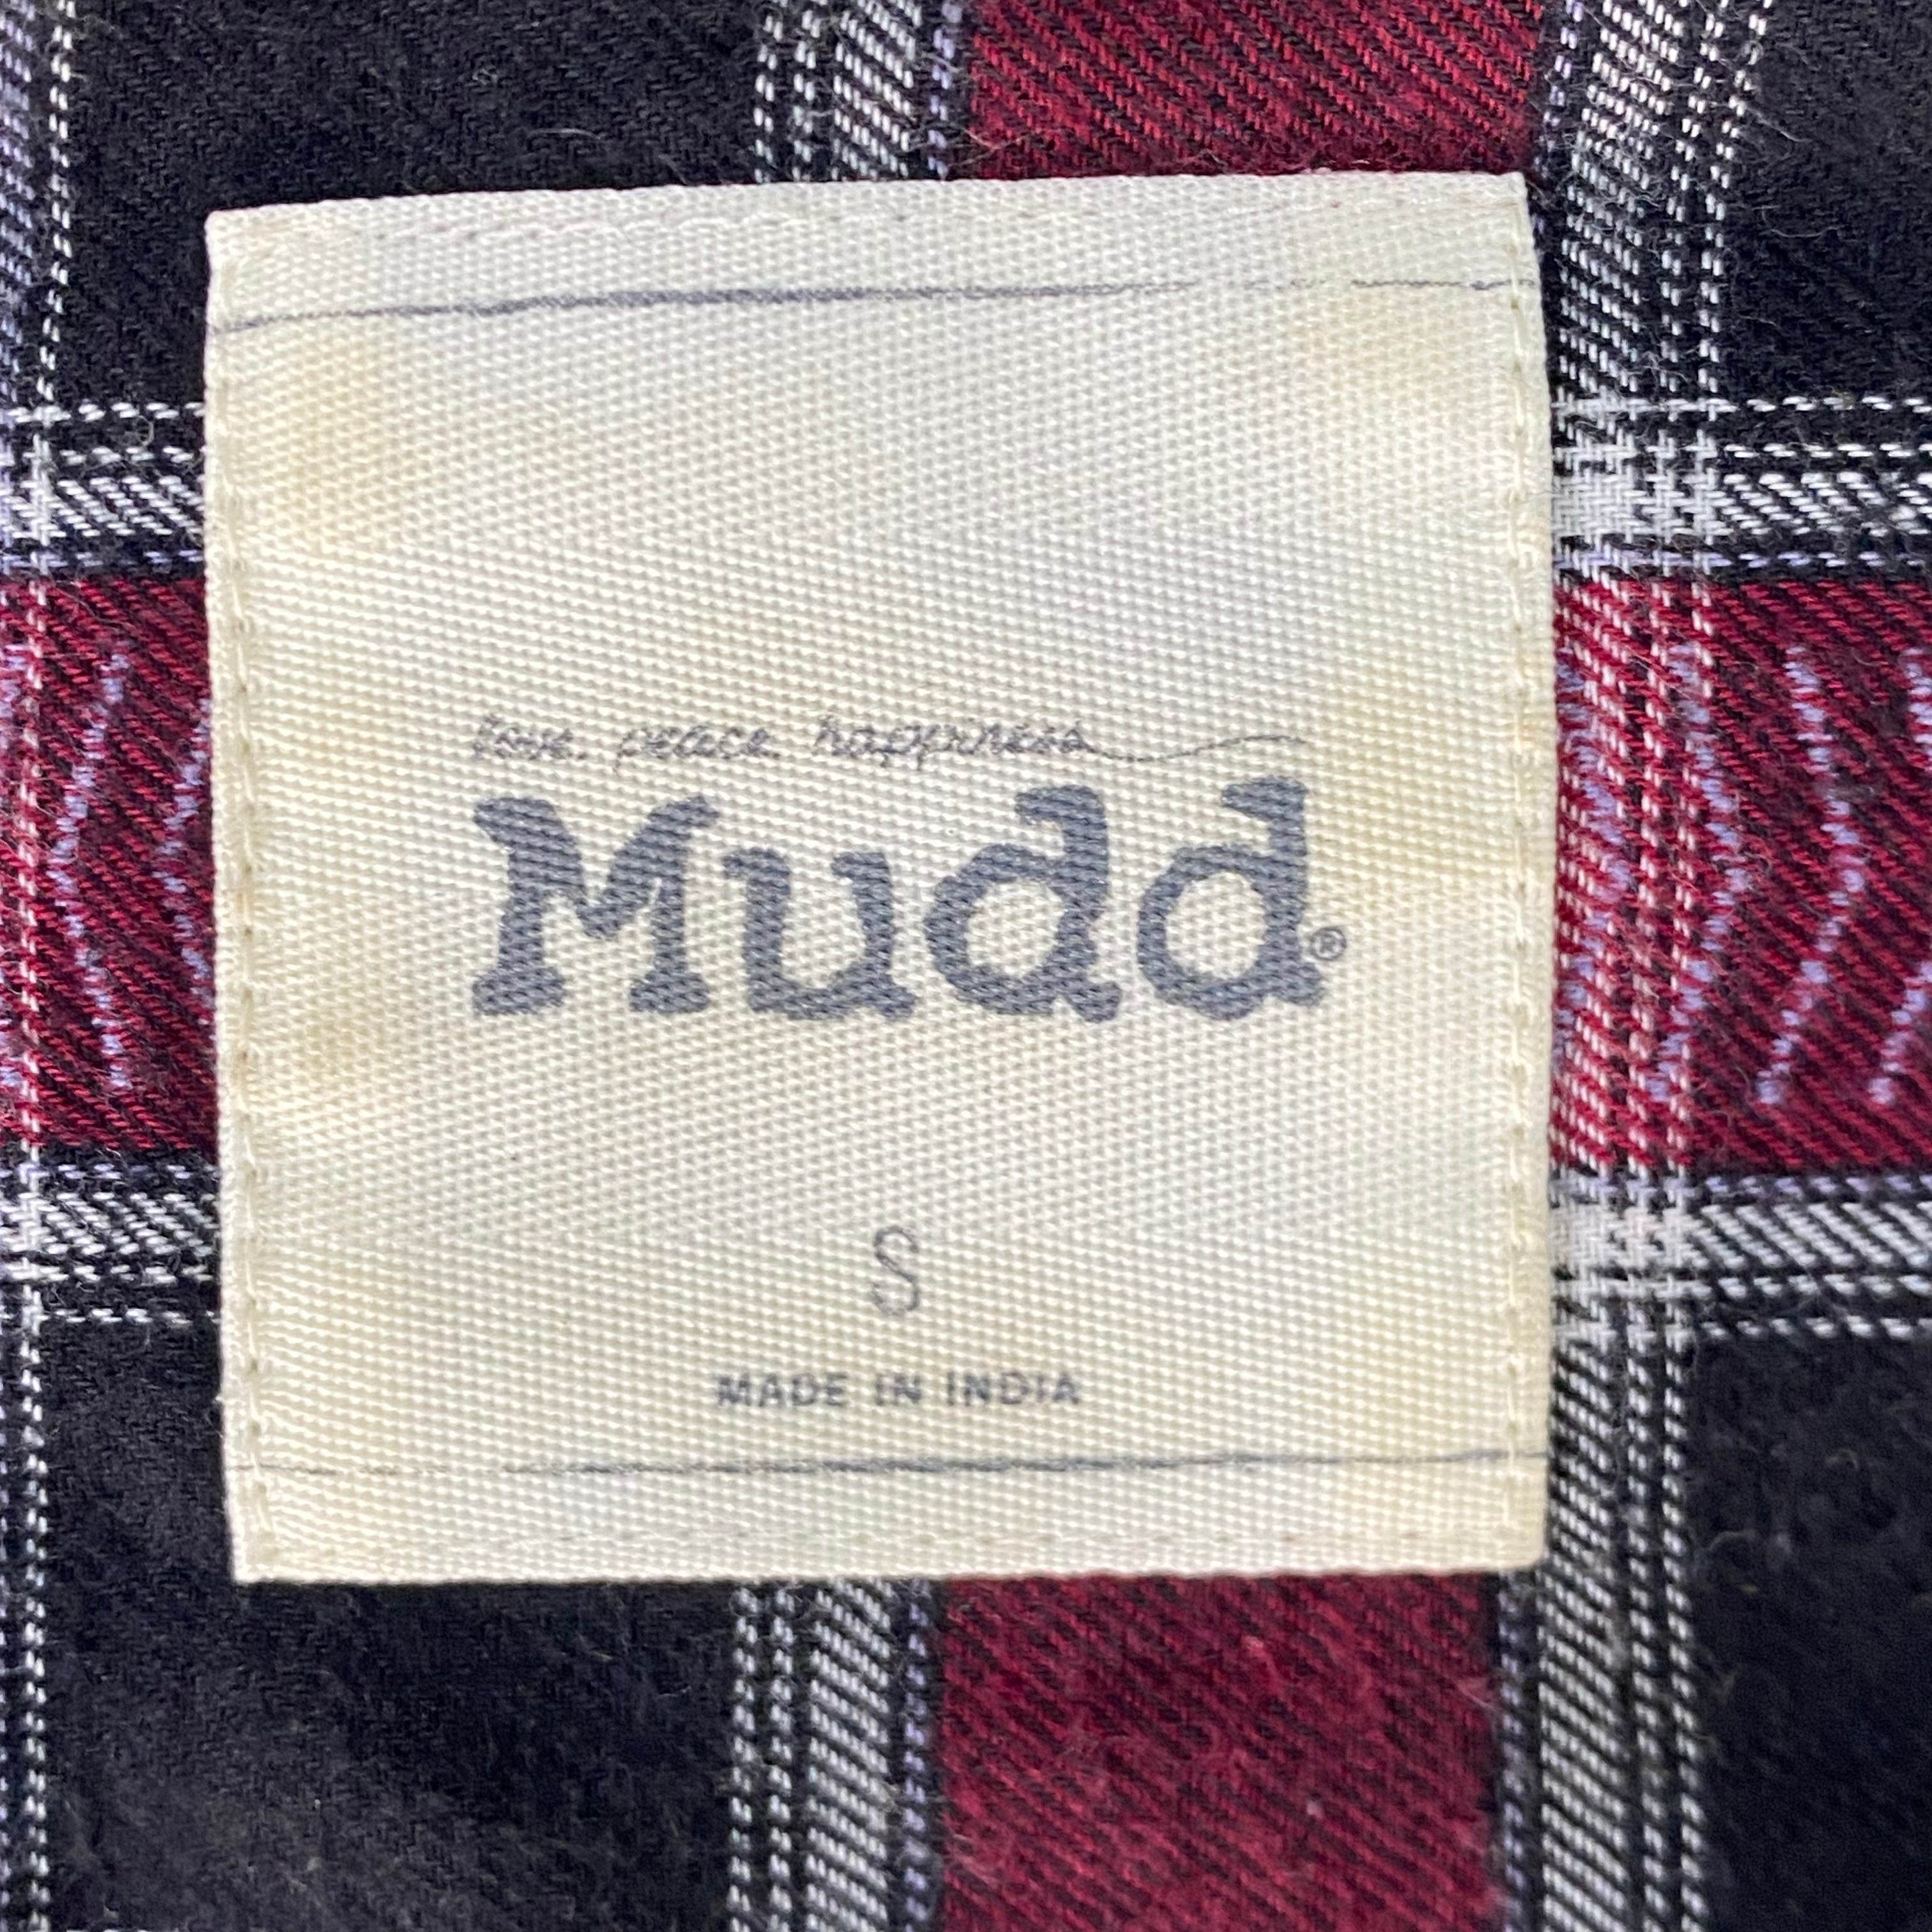 love. peace. happiness
Mudd®
S
MADE IN INDIA